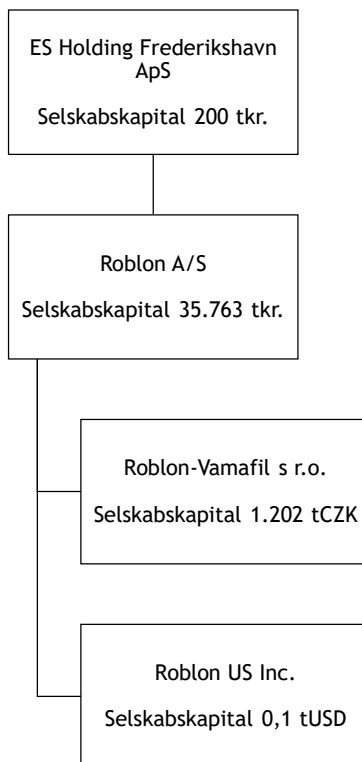 ES Holding Frederikshavn
ApS
Selskabskapital 200 tkr.
Roblon A/S
Selskabskapital 35.763 tkr.
Roblon-Vamafil s r.o.
Selskabskapital 1.202 tCZK
Roblon US Inc.
Selskabskapital 0,1 tUSD